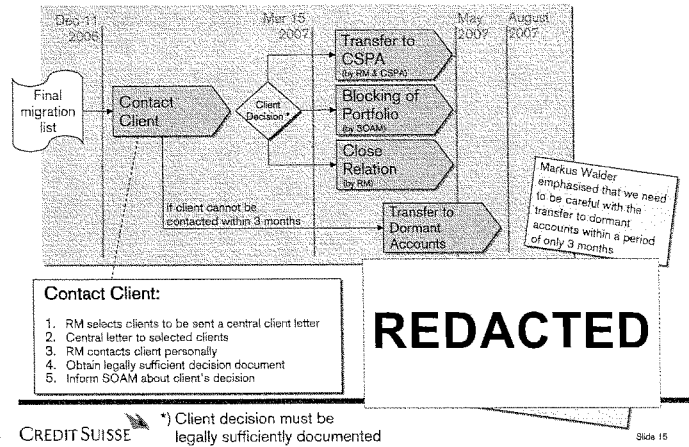 Dec 11
2006
Mar 15
2007
May
2007
August
2007
Final
migration
list
Contact
Client
Client
Decision*
Transfer to
CSPA
(by RM & CSPA)
Blocking of
Portfolio
(by SOAM)
Close
Relation
(by RM)
If client cannot be
contacted within 3 months
Transfer to
Dormant
Accounts
Markus Walder
emphasised that we need
to be careful with the
transfer to dormant
accounts within a period
of only 3 months
Contact Client:
1. RM selects clients to be sent a central client letter
2. Central letter to selected clients
3. RM contacts client personally
4. Obtain legally sufficient decision document
5. Inform SOAM about client's decision
REDACTED
CREDIT SUISSE
*) Client decision must be
legally sufficiently documented
Slide 15